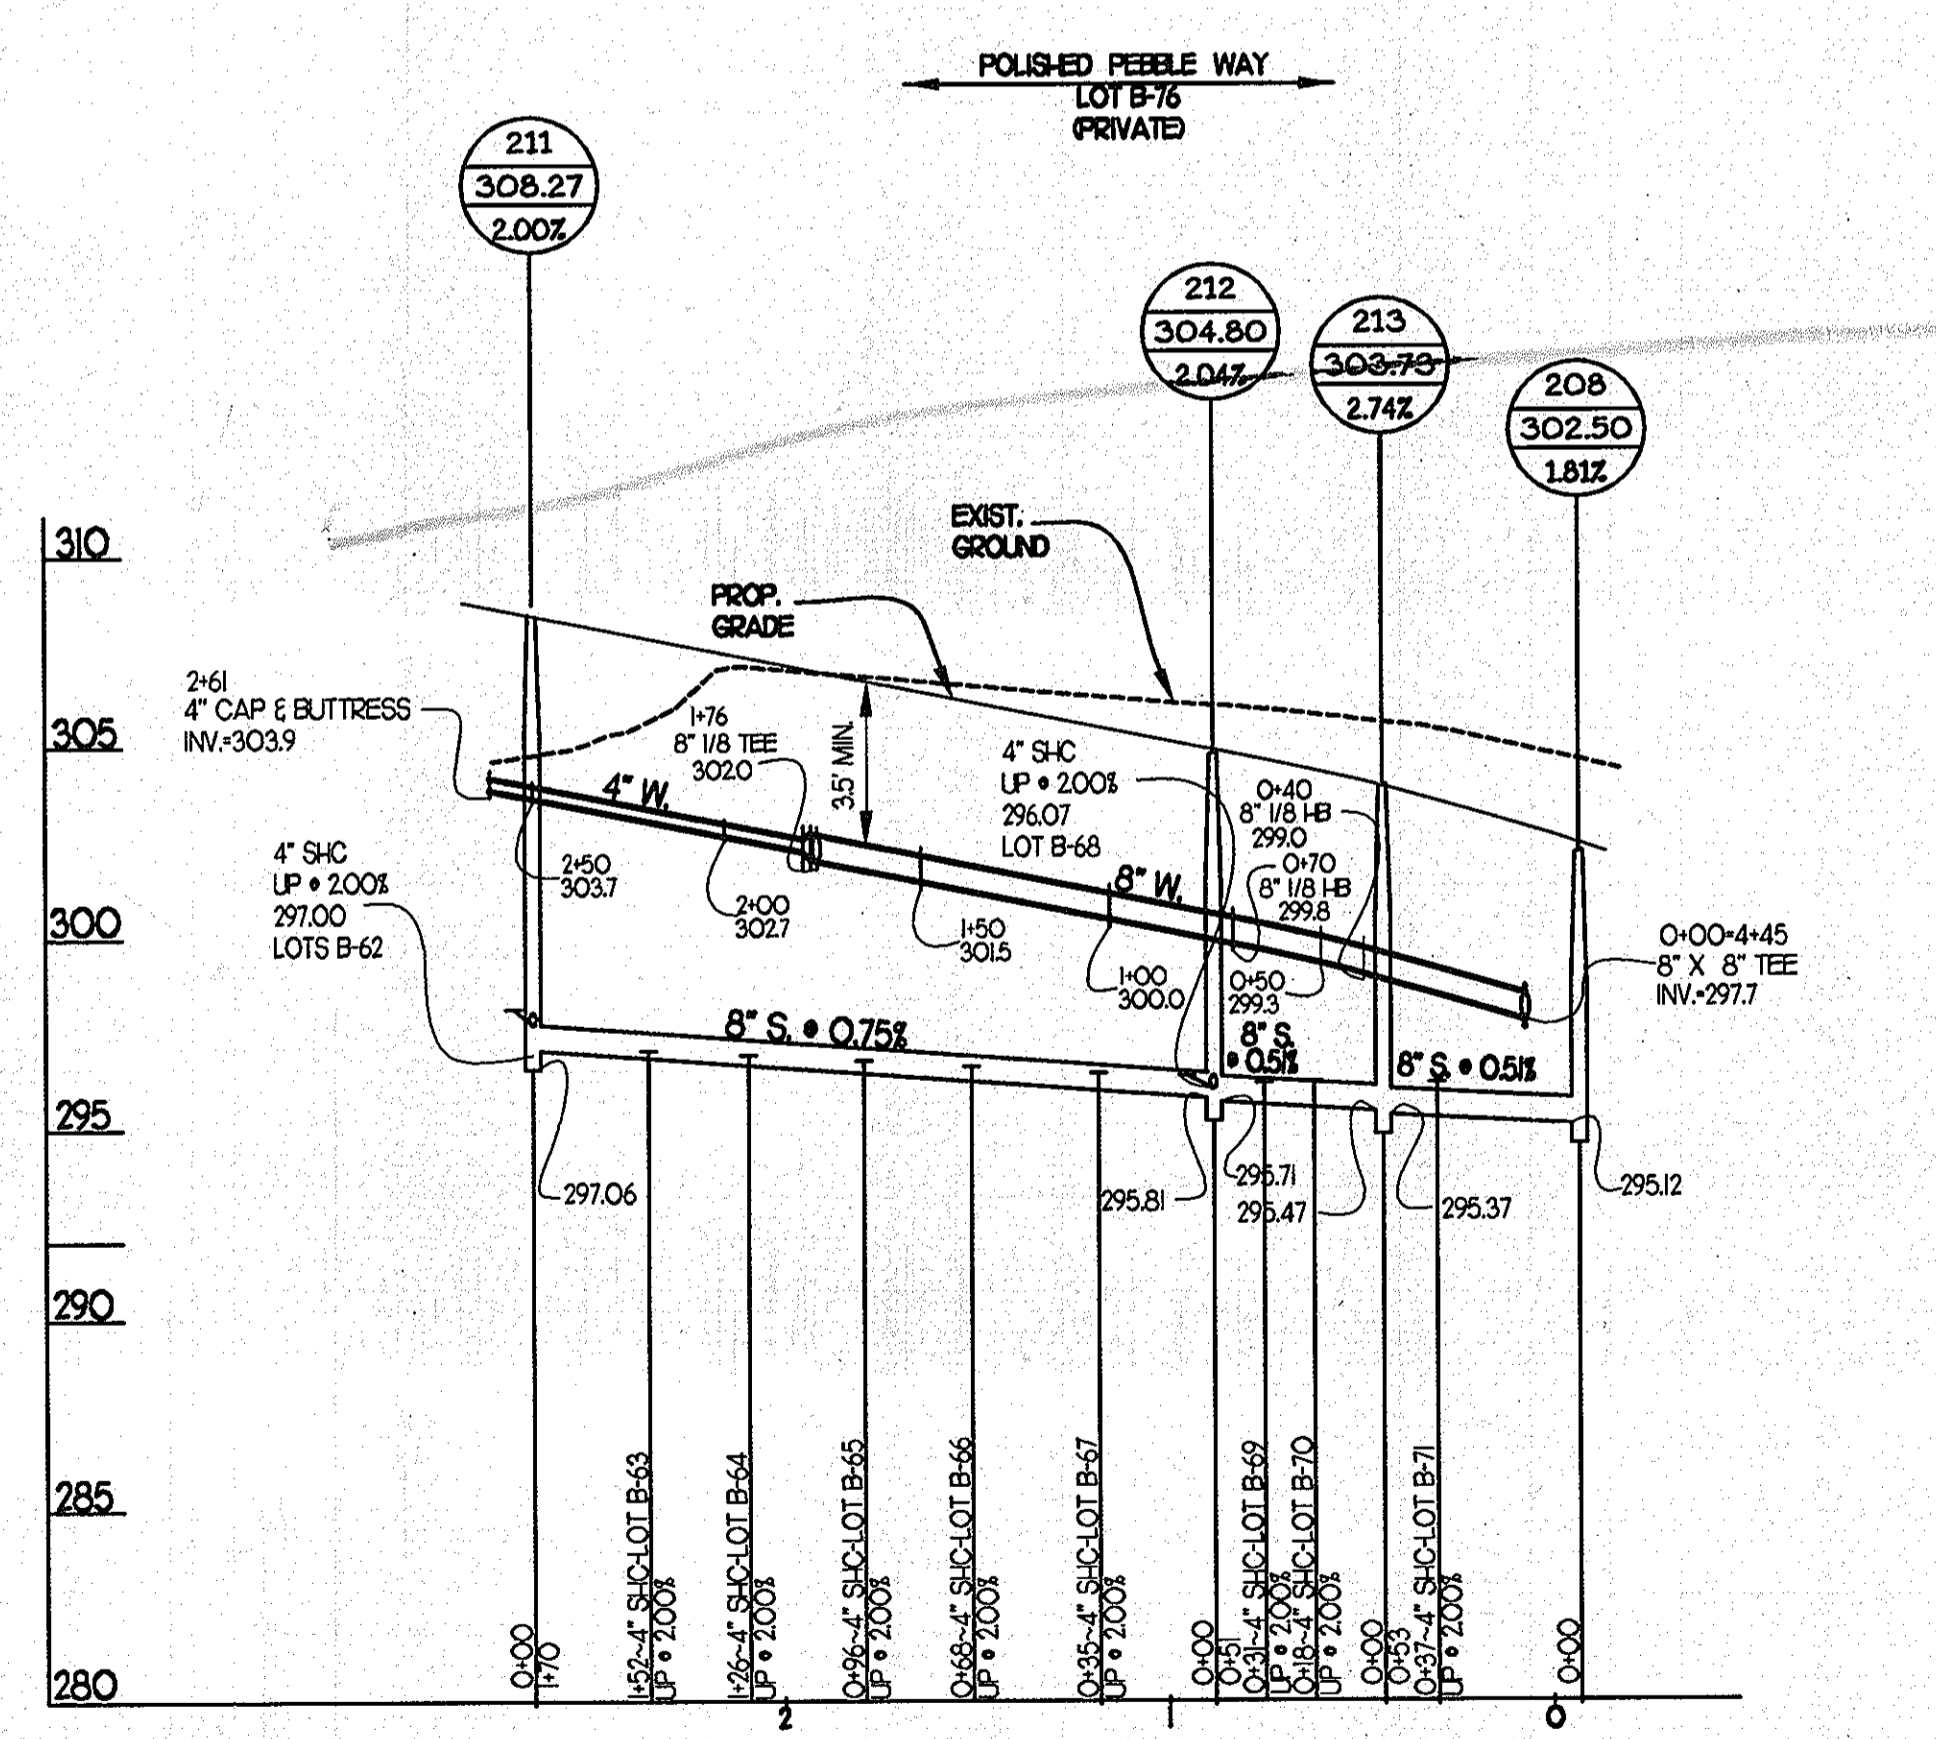 POLISHED PEBBLE WAY
LOT B-76
(PRIVATE)
211
308.27
2.00%
212
304.80
2.04%
213
303.73
2.74%
208
302.50
1.81%
EXIST.
GROUND
PROP.
GRADE
310
305
300
295
290
285
280
2+61
4" CAP & BUTTRESS
INV.=303.9
1+76
8" 1/8 TEE
302.0
3.5' MIN.
4" W.
8" W.
4" SHC
UP @ 2.00%
296.07
LOT B-68
0+40
8" 1/8 HB
299.0
0+70
8" 1/8 HB
299.8
4" SHC
UP @ 2.00%
297.00
LOTS B-62
2+50
303.7
2+00
302.7
1+50
301.5
1+00
300.0
0+50
299.3
0+00=4+45
8" X 8" TEE
INV.=297.7
8" S. @ 0.75%
8" S.
@ 0.51%
8" S. @ 0.51%
297.06
295.81
295.71
295.47
295.37
295.12
0+00
1+70
1+52~4" SHC-LOT B-63
UP @ 2.00%
1+26~4" SHC-LOT B-64
UP @ 2.00%
0+96~4" SHC-LOT B-65
UP @ 2.00%
0+68~4" SHC-LOT B-66
UP @ 2.00%
0+35~4" SHC-LOT B-67
UP @ 2.00%
0+00
0+51
0+31~4" SHC-LOT B-69
UP @ 2.00%
0+18~4" SHC-LOT B-70
UP @ 2.00%
0+00
0+53
0+37~4" SHC-LOT B-71
UP @ 2.00%
0+00
2
1
0